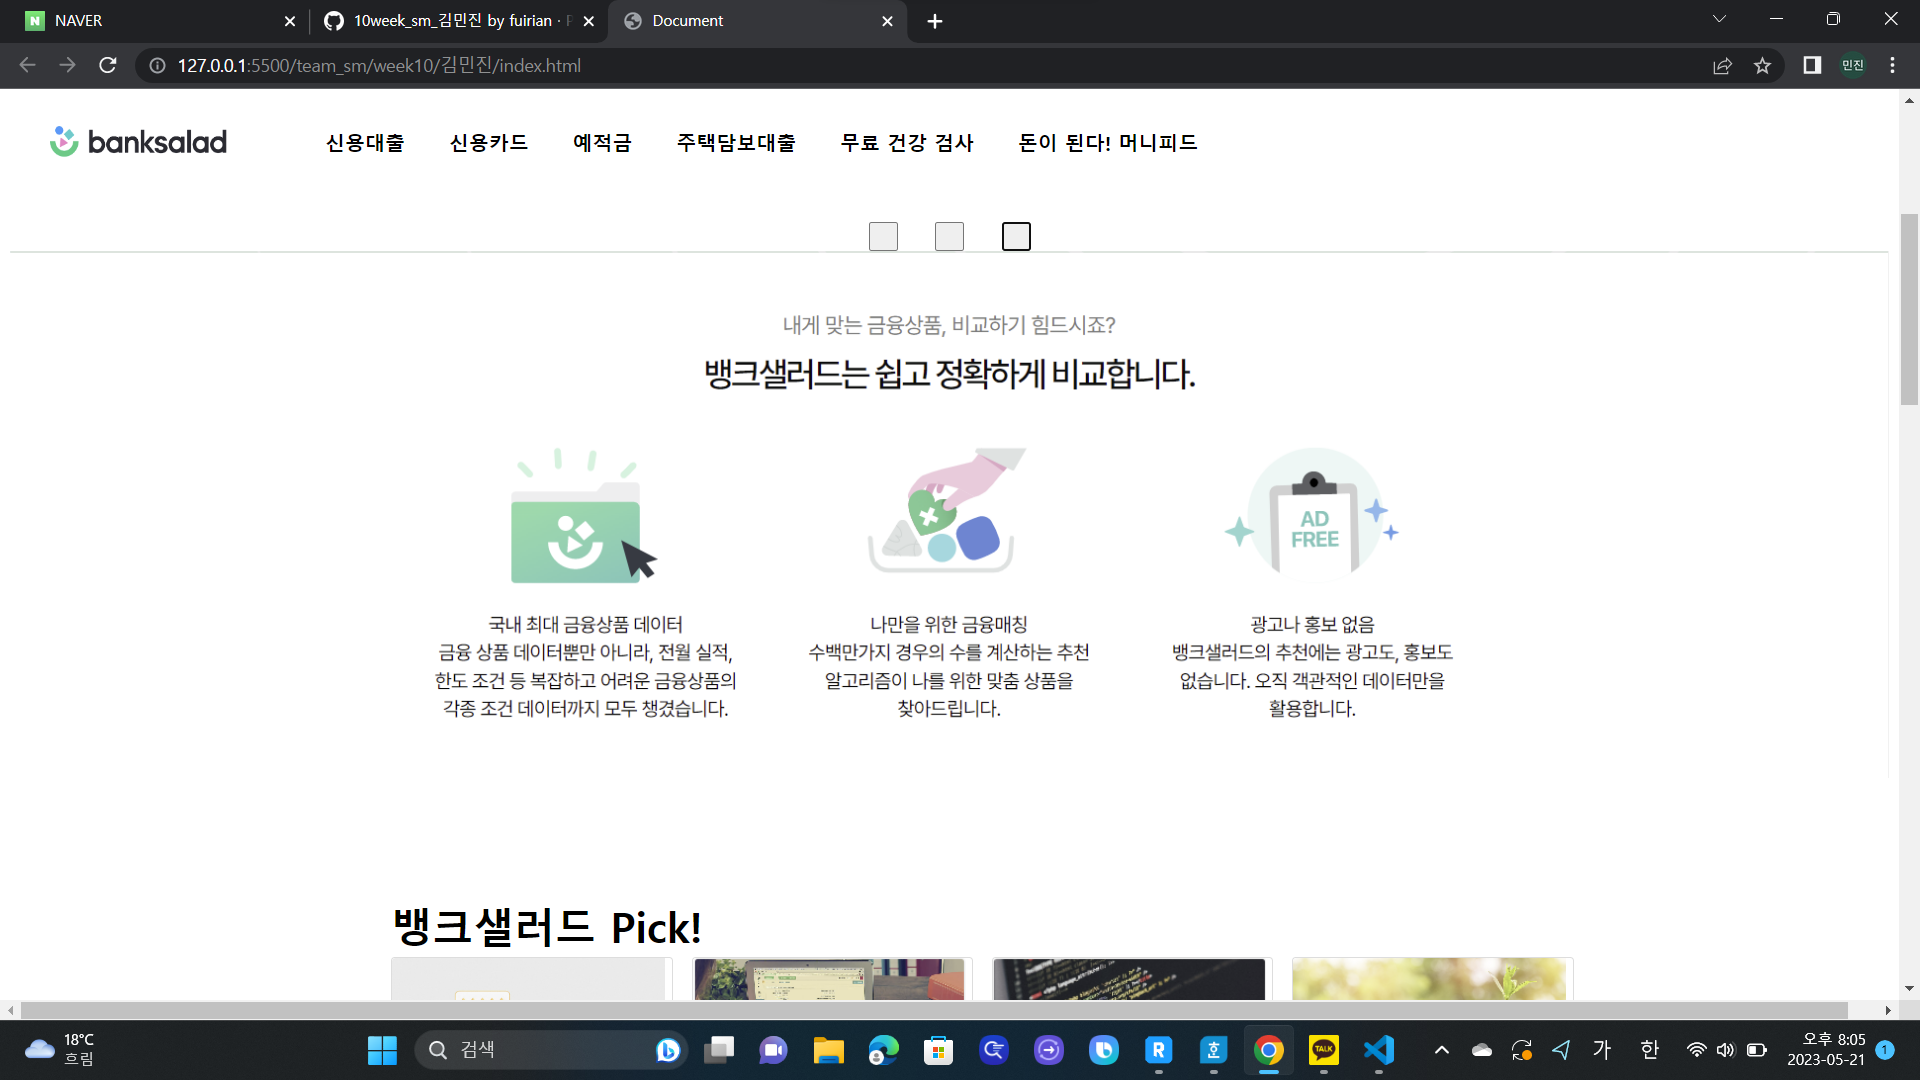 NAVER
10week_sm_김민진 by fuirian ·
Document
127.0.0.1:5500/team_sm/week10/김민진/index.html
민진
banksalad
신용대출
신용카드
예적금
주택담보대출
무료 건강 검사
돈이 된다! 머니피드
내게 맞는 금융상품, 비교하기 힘드시죠?
뱅크샐러드는 쉽고 정확하게 비교합니다.
AD
FREE
국내 최대 금융상품 데이터
금융 상품 데이터뿐만 아니라, 전월 실적,
한도 조건 등 복잡하고 어려운 금융상품의
각종 조건 데이터까지 모두 챙겼습니다.
나만을 위한 금융매칭
수백만가지 경우의 수를 계산하는 추천
알고리즘이 나를 위한 맞춤 상품을
찾아드립니다.
광고나 홍보 없음
뱅크샐러드의 추천에는 광고도, 홍보도
없습니다. 오직 객관적인 데이터만을
활용합니다.
뱅크샐러드 Pick!
18°C
흐림
검색
TALK
가
한
오후 8:05
2023-05-21
1